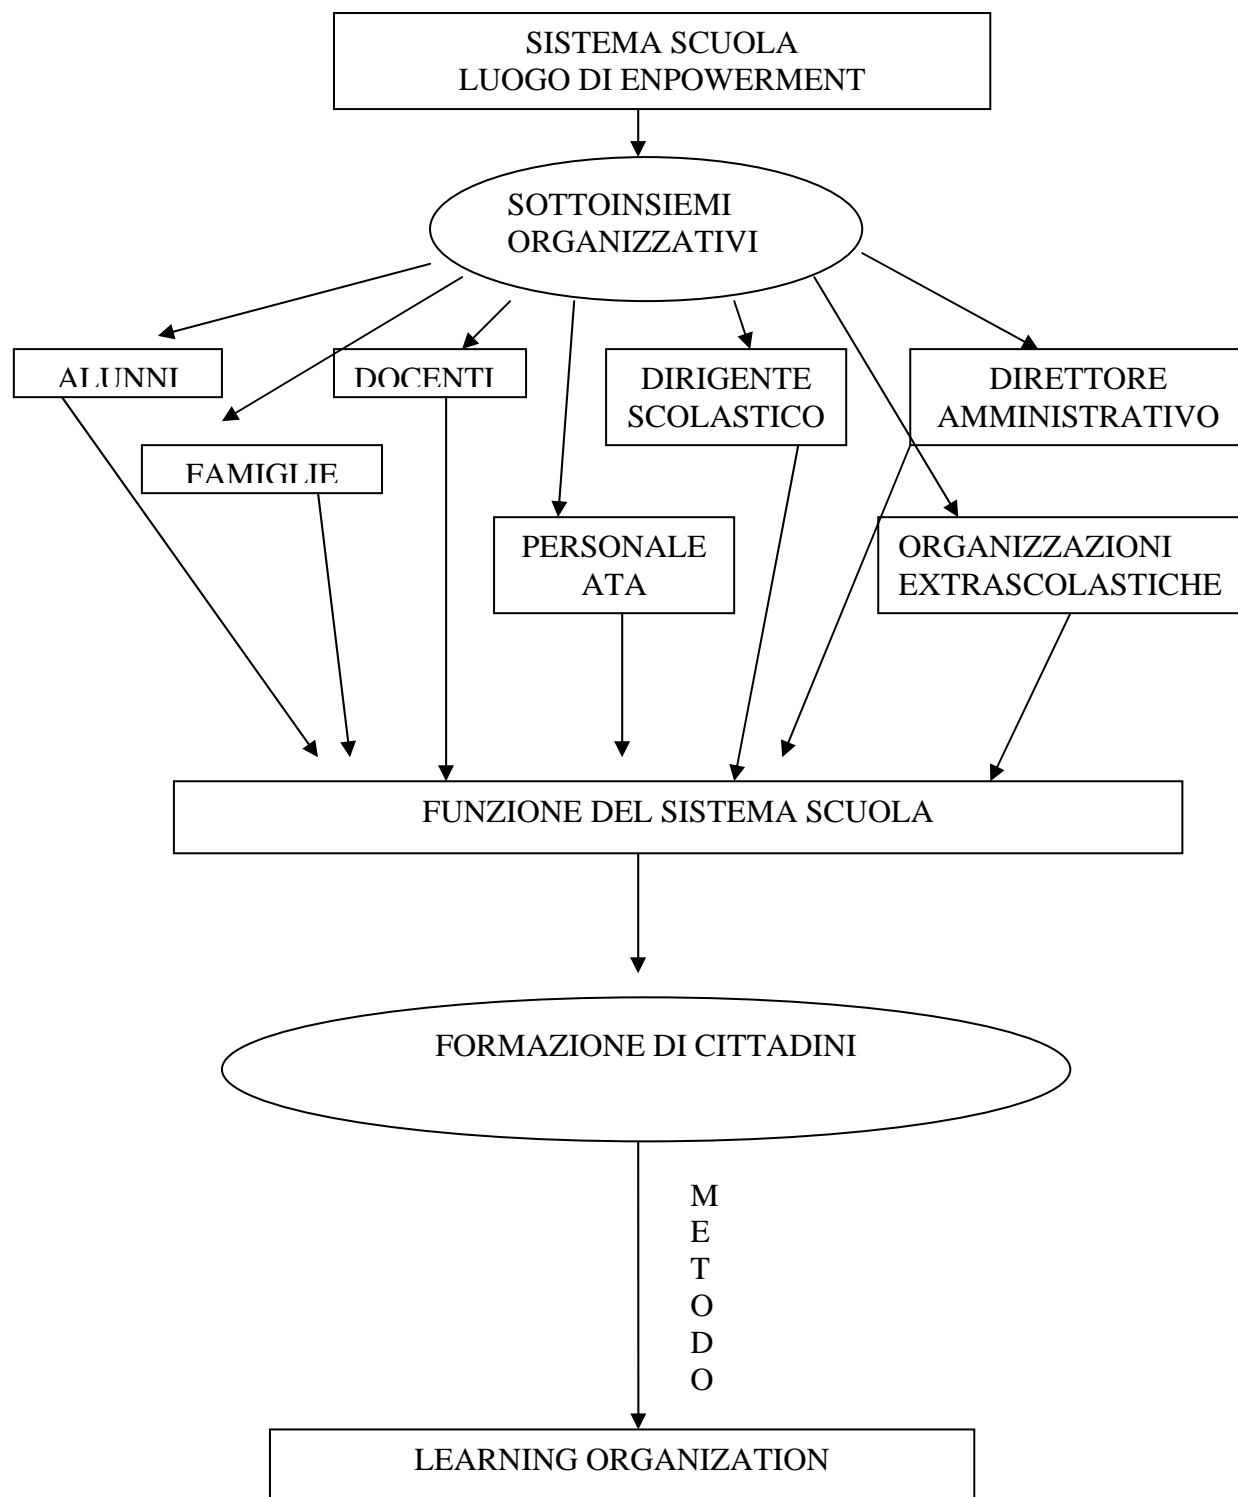 SISTEMA SCUOLA
LUOGO DI ENPOWERMENT
SOTTOINSIEMI
ORGANIZZATIVI
ALUNNI
DOCENTI
DIRIGENTE
SCOLASTICO
DIRETTORE
AMMINISTRATIVO
FAMIGLIE
PERSONALE
ATA
ORGANIZZAZIONI
EXTRASCOLASTICHE
FUNZIONE DEL SISTEMA SCUOLA
FORMAZIONE DI CITTADINI
M
E
T
O
D
O
LEARNING ORGANIZATION